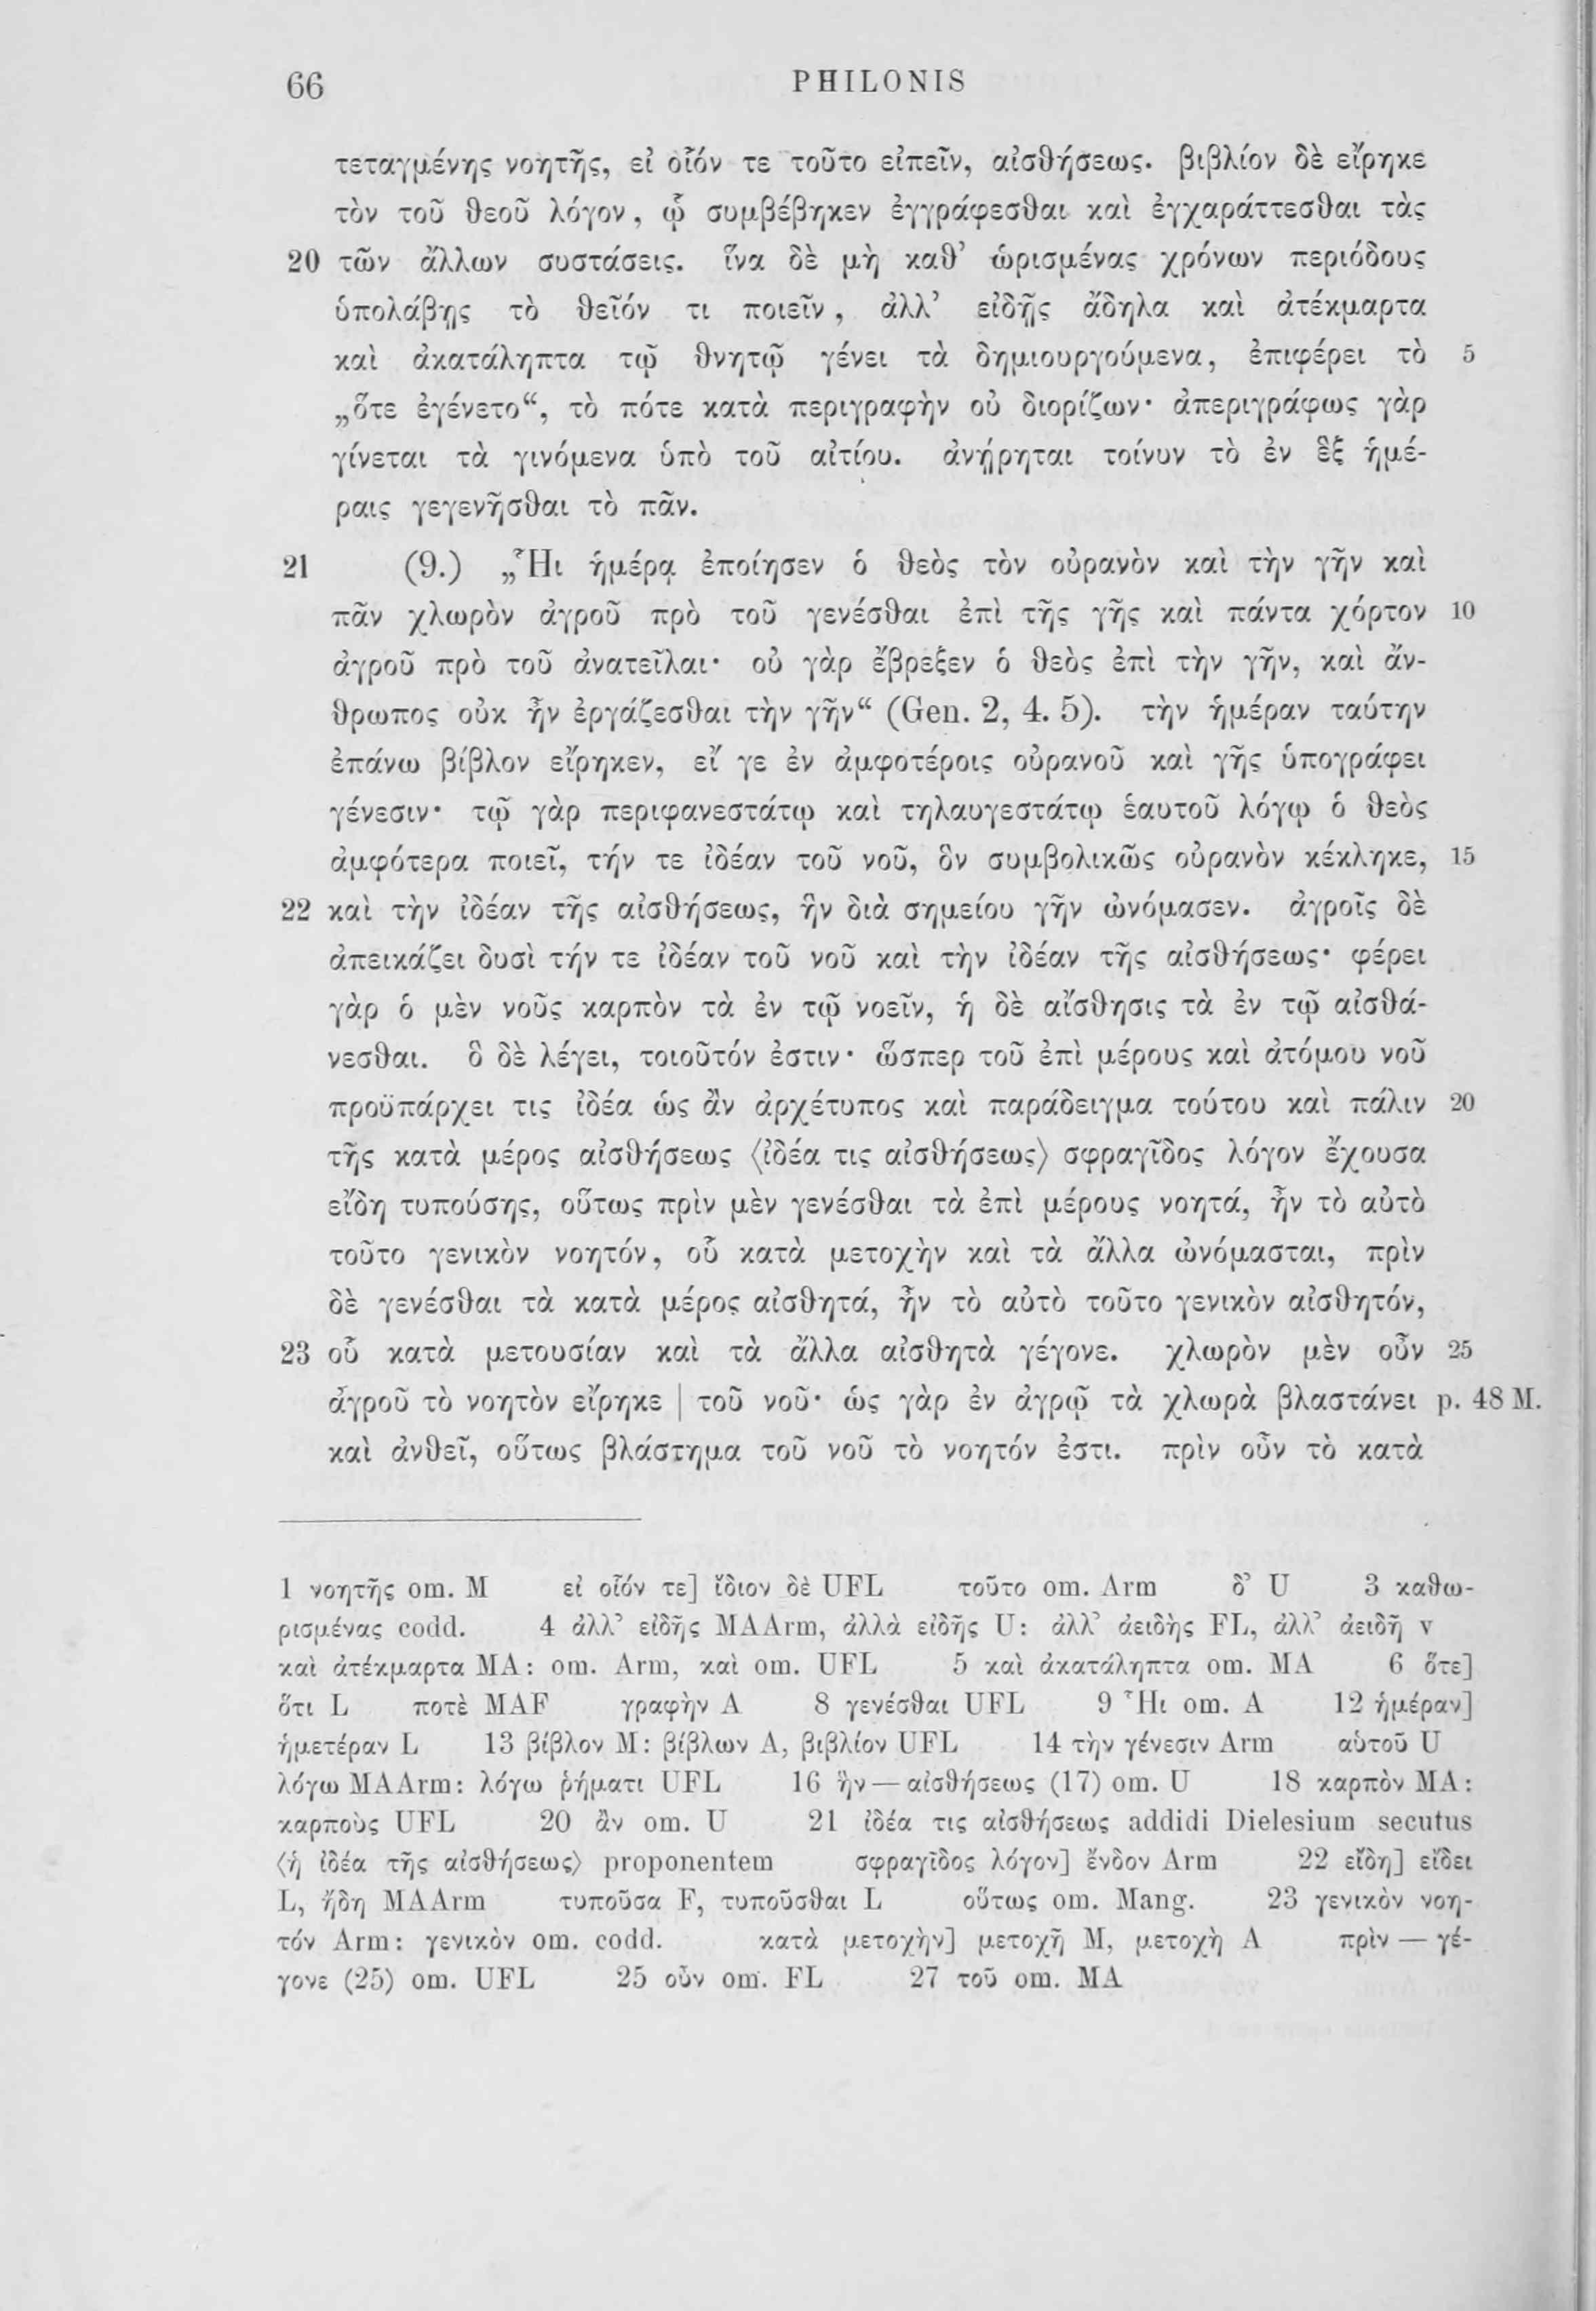 66 PHILONIS
τεταγμένης νοητῆς, εἰ οἷόν τε τοῦτο εἰπεῖν, αἰσθήσεως. βιβλίον δὲ εἴρηκε
τὸν τοῦ θεοῦ λόγον, ᾧ συμβέβηκεν ἐγγράφεσθαι καὶ ἐγχαράττεσθαι τὰς
20 τῶν ἄλλων συστάσεις. ἵνα δὲ μὴ καθ’ ὡρισμένας χρόνων περιόδους
ὑπολάβῃς τὸ θεῖόν τι ποιεῖν, ἀλλ’ εἰδῇς ἄδηλα καὶ ἀτέκμαρτα
καὶ ἀκατάληπτα τῷ θνητῷ γένει τὰ δημιουργούμενα, ἐπιφέρει τὸ 5
„ὅτε ἐγένετο“, τὸ πότε κατὰ περιγραφὴν οὐ διορίζων· ἀπεριγράφως γὰρ
γίνεται τὰ γινόμενα ὑπὸ τοῦ αἰτίου. ἀνῄρηται τοίνυν τὸ ἐν ἓξ ἡμέ-
ραις γεγενῆσθαι τὸ πᾶν.
21 (9.) „Ἧι ἡμέρᾳ ἐποίησεν ὁ θεὸς τὸν οὐρανὸν καὶ τὴν γῆν καὶ
πᾶν χλωρὸν ἀγροῦ πρὸ τοῦ γενέσθαι ἐπὶ τῆς γῆς καὶ πάντα χόρτον 10
ἀγροῦ πρὸ τοῦ ἀνατεῖλαι· οὐ γὰρ ἔβρεξεν ὁ θεὸς ἐπὶ τὴν γῆν, καὶ ἄν-
θρωπος οὐκ ἦν ἐργάζεσθαι τὴν γῆν“ (Gen. 2, 4. 5). τὴν ἡμέραν ταύτην
ἐπάνω βίβλον εἴρηκεν, εἴ γε ἐν ἀμφοτέροις οὐρανοῦ καὶ γῆς ὑπογράφει
γένεσιν· τῷ γὰρ περιφανεστάτῳ καὶ τηλαυγεστάτῳ ἑαυτοῦ λόγῳ ὁ θεὸς
ἀμφότερα ποιεῖ, τήν τε ἰδέαν τοῦ νοῦ, ὃν συμβολικῶς οὐρανὸν κέκληκε, 15
22 καὶ τὴν ἰδέαν τῆς αἰσθήσεως, ἣν διὰ σημείου γῆν ὠνόμασεν. ἀγροῖς δὲ
ἀπεικάζει δυσὶ τήν τε ἰδέαν τοῦ νοῦ καὶ τὴν ἰδέαν τῆς αἰσθήσεως· φέρει
γὰρ ὁ μὲν νοῦς καρπὸν τὰ ἐν τῷ νοεῖν, ἡ δὲ αἴσθησις τὰ ἐν τῷ αἰσθά-
νεσθαι. ὃ δὲ λέγει, τοιοῦτόν ἐστιν· ὥσπερ τοῦ ἐπὶ μέρους καὶ ἀτόμου νοῦ
προϋπάρχει τις ἰδέα ὡς ἂν ἀρχέτυπος καὶ παράδειγμα τούτου καὶ πάλιν 20
τῆς κατὰ μέρος αἰσθήσεως ⟨ἰδέα τις αἰσθήσεως⟩ σφραγῖδος λόγον ἔχουσα
εἴδη τυπούσης, οὕτως πρὶν μὲν γενέσθαι τὰ ἐπὶ μέρους νοητά, ἦν τὸ αὐτὸ
τοῦτο γενικὸν νοητόν, οὗ κατὰ μετοχὴν καὶ τὰ ἄλλα ὠνόμασται, πρὶν
δὲ γενέσθαι τὰ κατὰ μέρος αἰσθητά, ἦν τὸ αὐτὸ τοῦτο γενικὸν αἰσθητόν,
23 οὗ κατὰ μετουσίαν καὶ τὰ ἄλλα αἰσθητὰ γέγονε. χλωρὸν μὲν οὖν 25
ἀγροῦ τὸ νοητὸν εἴρηκε | τοῦ νοῦ· ὡς γὰρ ἐν ἀγρῷ τὰ χλωρὰ βλαστάνει p. 48 M.
καὶ ἀνθεῖ, οὕτως βλάστημα τοῦ νοῦ τὸ νοητόν ἐστι. πρὶν οὖν τὸ κατὰ
1 νοητῆς om. M εἰ οἷόν τε] ἴδιον δὲ UFL τοῦτο om. Arm δ’ U 3 καθω-
ρισμένας codd. 4 ἀλλ’ εἰδῇς MAArm, ἀλλὰ εἰδῇς U: ἀλλ’ ἀειδὴς FL, ἀλλ’ ἀειδῆ v
καὶ ἀτέκμαρτα MA: om. Arm, καὶ om. UFL 5 καὶ ἀκατάληπτα om. MA 6 ὅτε]
ὅτι L ποτὲ MAF γραφὴν A 8 γενέσθαι UFL 9 Ἧι om. A 12 ἡμέραν]
ἡμετέραν L 13 βίβλον M: βίβλων A, βιβλίον UFL 14 τὴν γένεσιν Arm αὑτοῦ U
λόγω MAArm: λόγω ῥήματι UFL 16 ἣν — αἰσθήσεως (17) om. U 18 καρπὸν MA:
καρποὺς UFL 20 ἂν om. U 21 ἰδέα τις αἰσθήσεως addidi Dielesium secutus
⟨ἡ ἰδέα τῆς αἰσθήσεως⟩ proponentem σφραγῖδος λόγον] ἔνδον Arm 22 εἴδη] εἴδει
L, ἤδη MAArm τυποῦσα F, τυποῦσθαι L οὕτως om. Mang. 23 γενικὸν νοη-
τόν Arm: γενικὸν om. codd. κατὰ μετοχὴν] μετοχῆ M, μετοχὴ A πρὶν — γέ-
γονε (25) om. UFL 25 οὖν om. FL 27 τοῦ om. MA